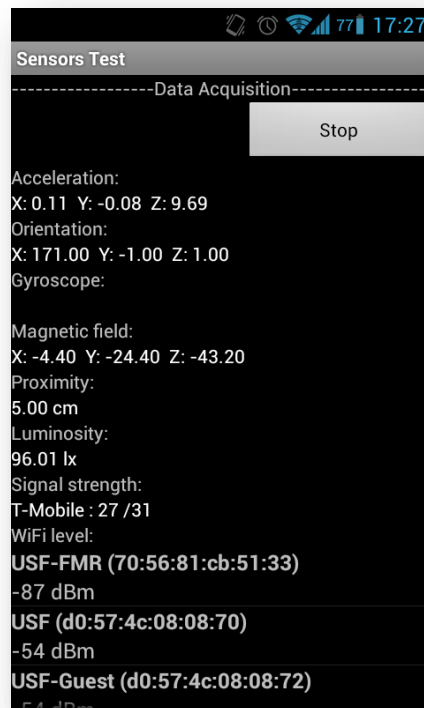 77 17:27
Sensors Test
------------------Data Acquisition-----------------
Stop
Acceleration:
X: 0.11 Y: -0.08 Z: 9.69
Orientation:
X: 171.00 Y: -1.00 Z: 1.00
Gyroscope:
Magnetic field:
X: -4.40 Y: -24.40 Z: -43.20
Proximity:
5.00 cm
Luminosity:
96.01 lx
Signal strength:
T-Mobile : 27 /31
WiFi level:
USF-FMR (70:56:81:cb:51:33)
-87 dBm
USF (d0:57:4c:08:08:70)
-54 dBm
USF-Guest (d0:57:4c:08:08:72)
-54 dBm